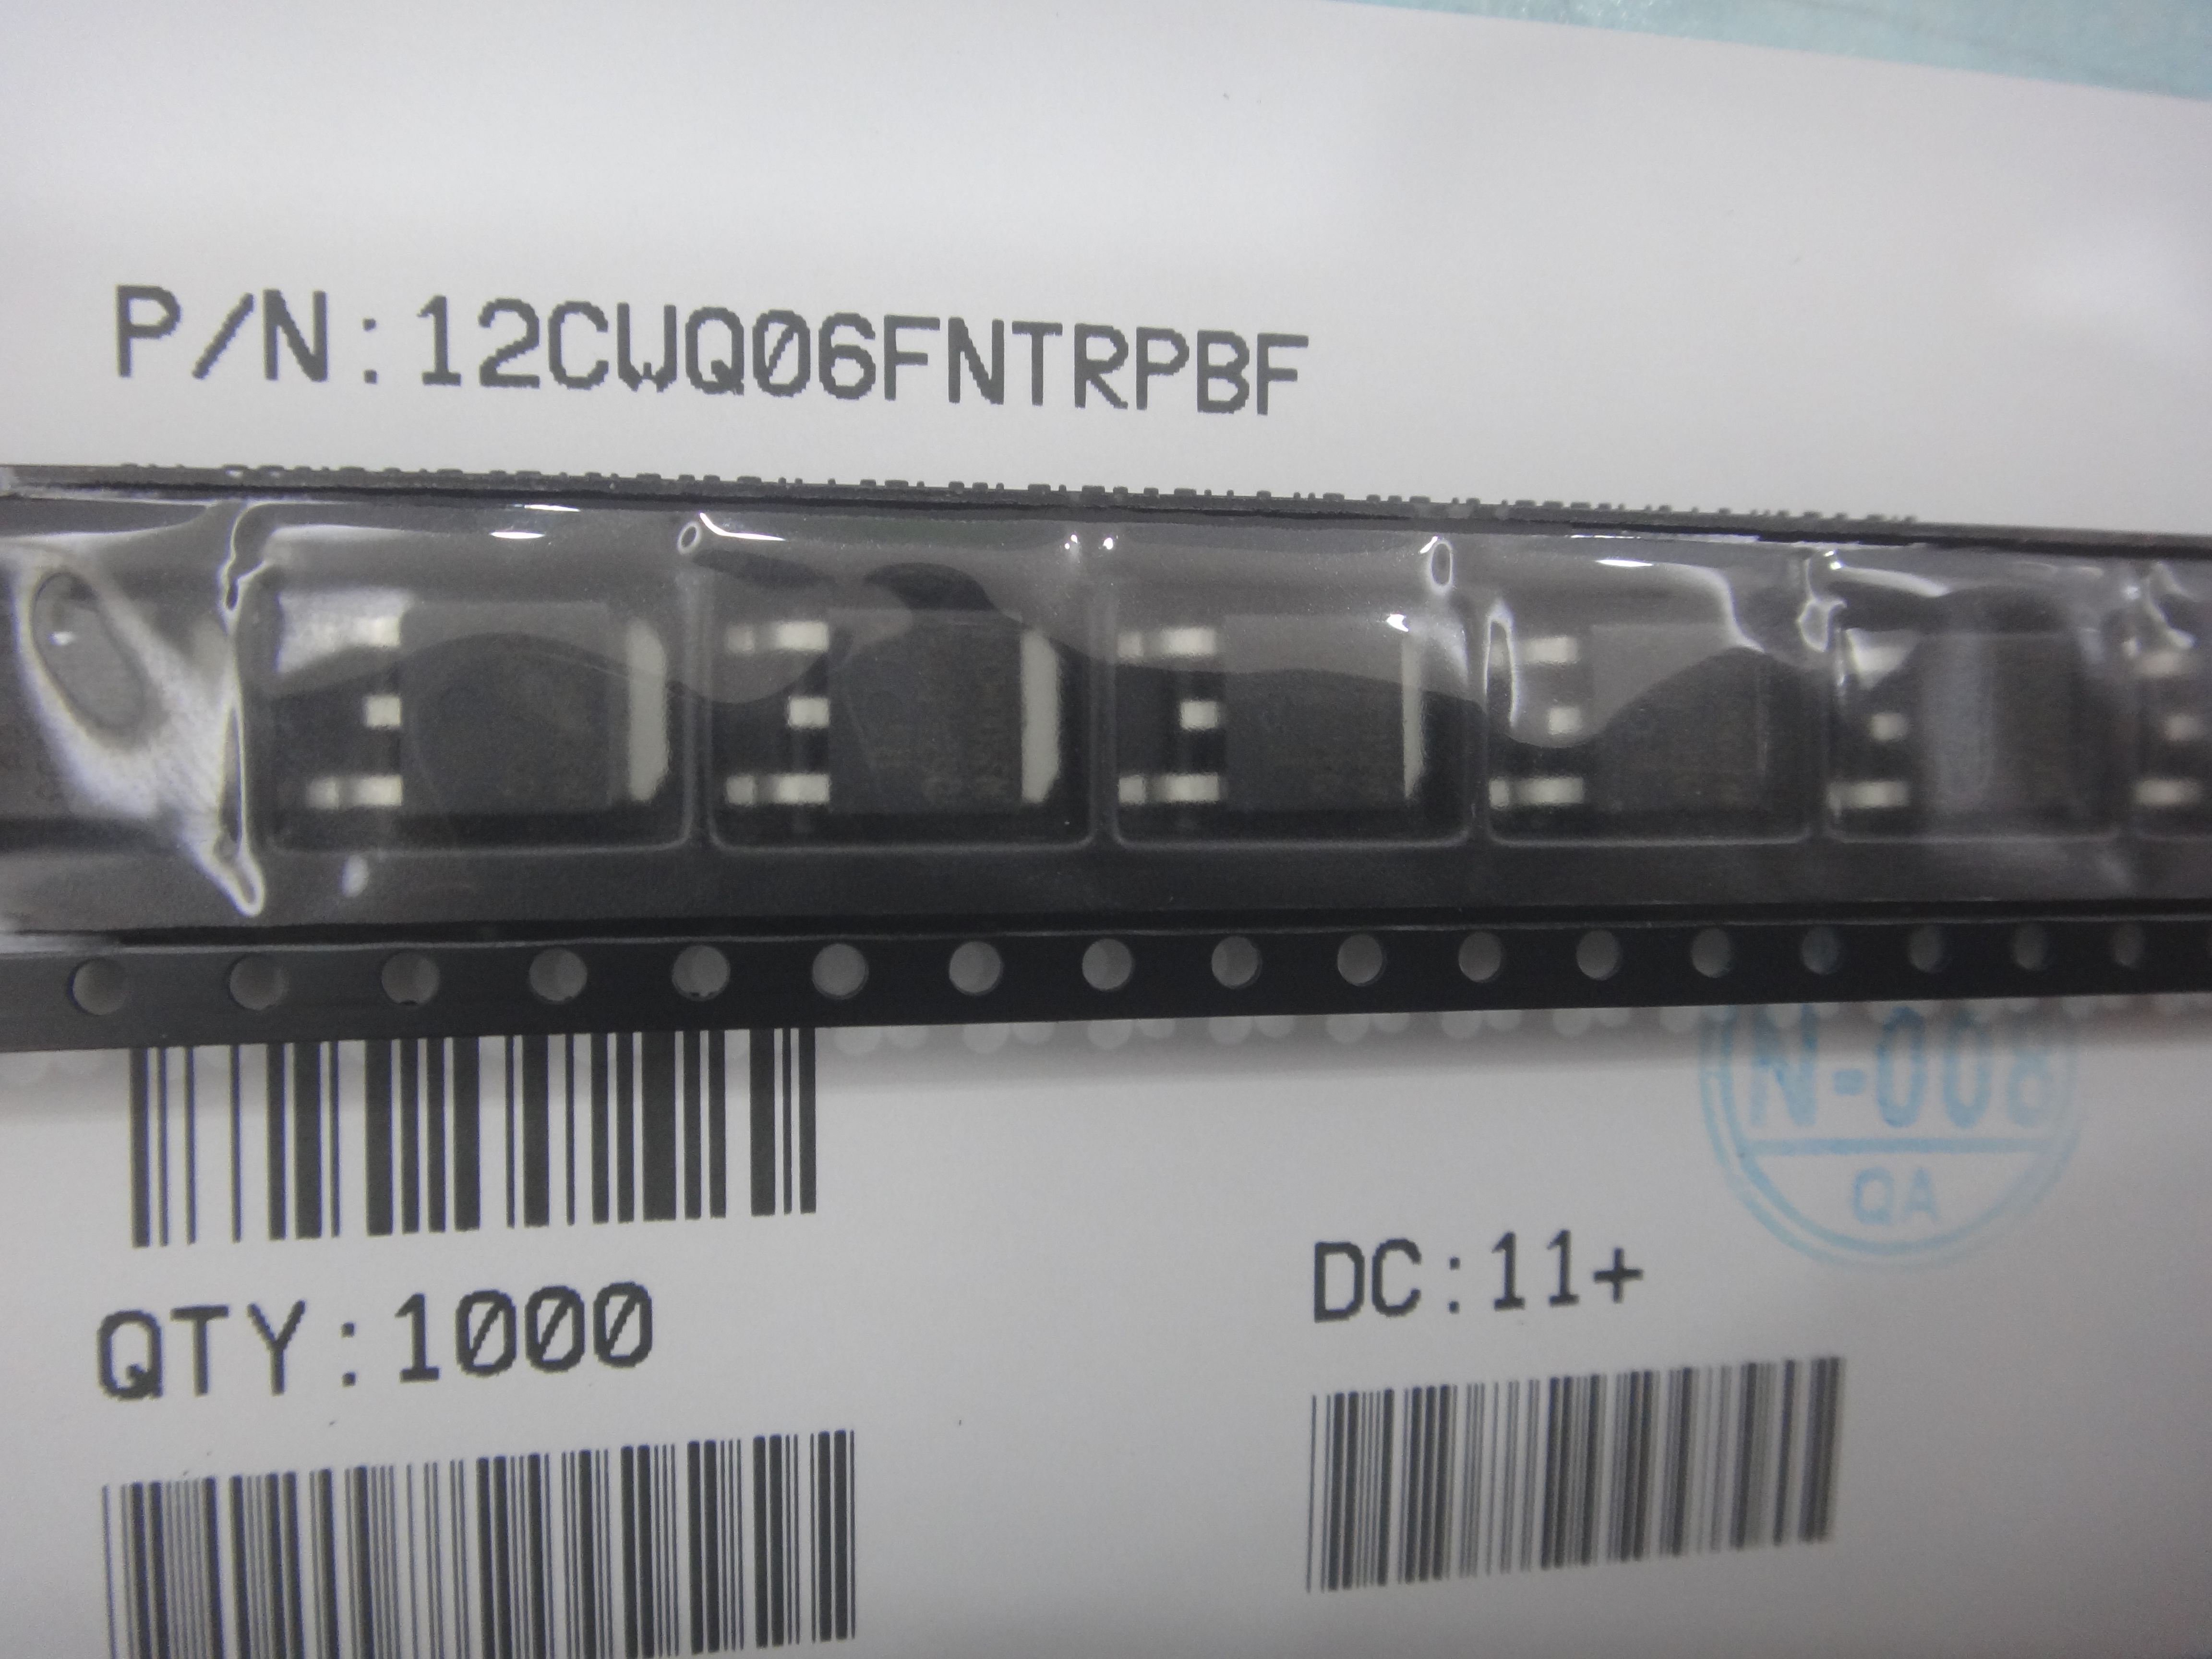 P/N:12CWQ06FNTRPBF
N-008
QA
DC:11+
QTY:1000